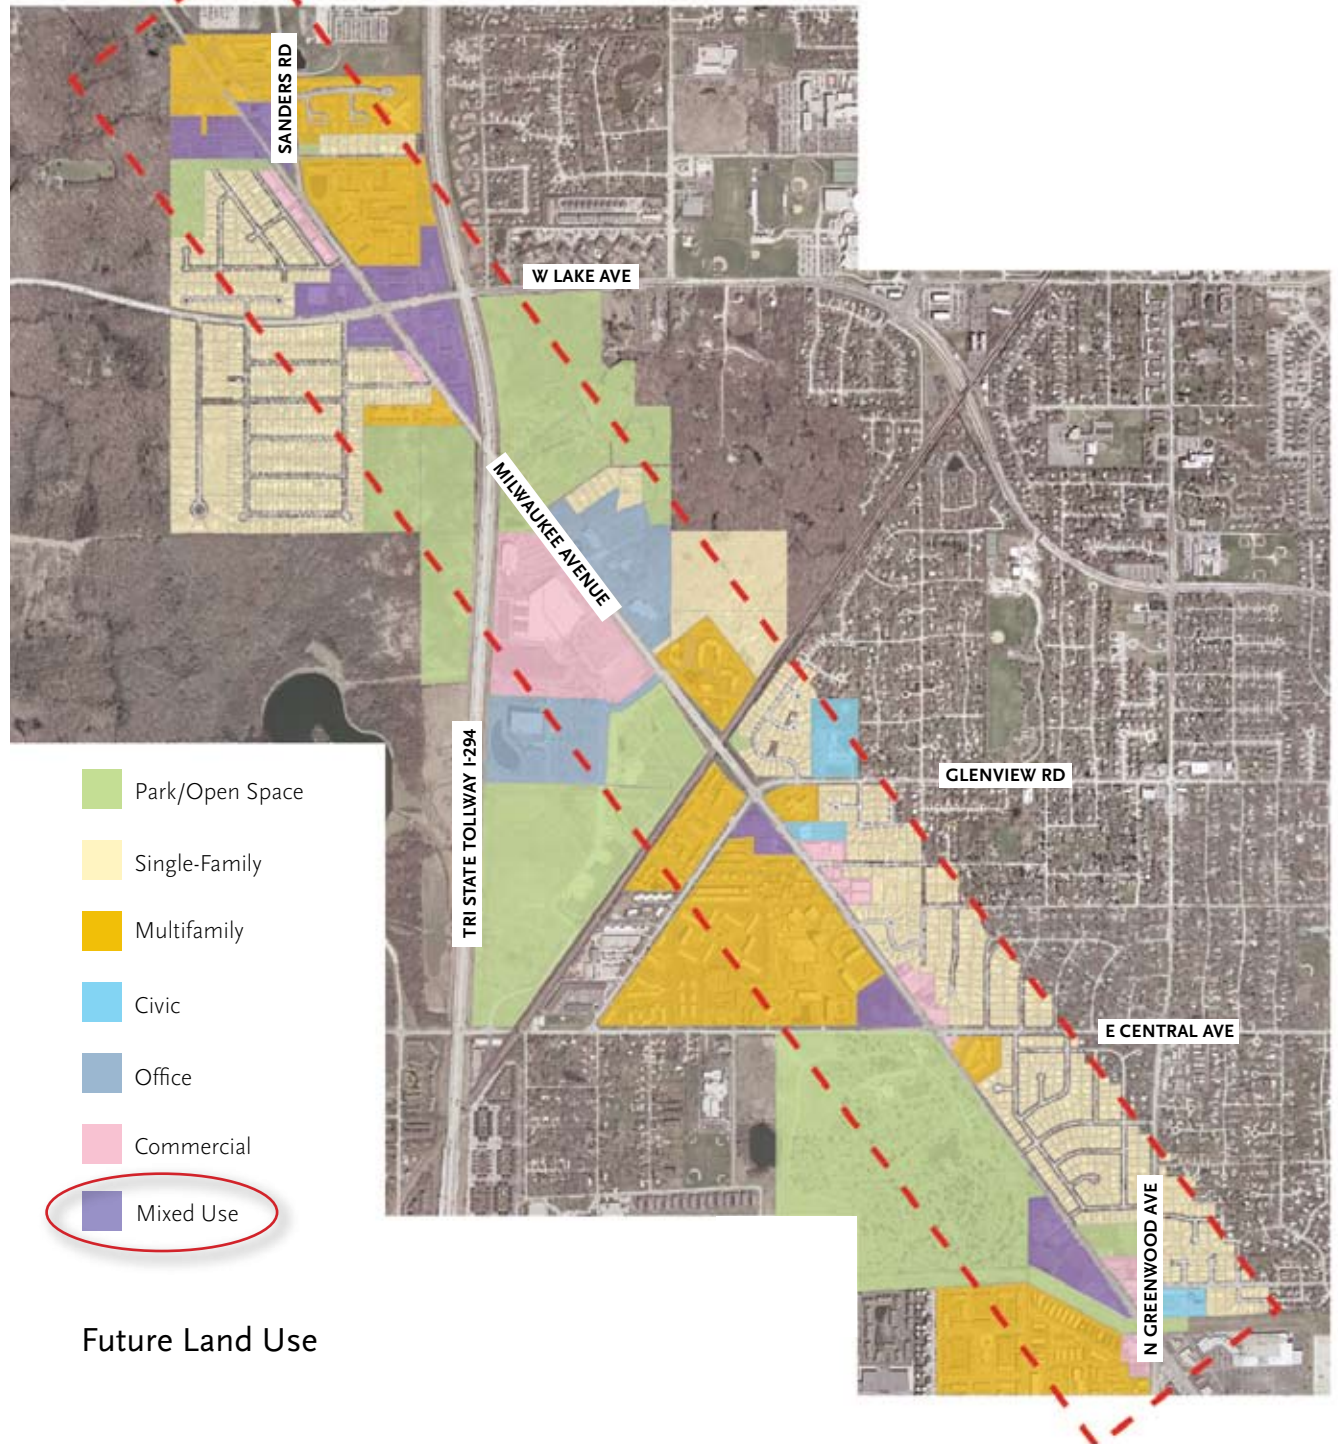 SANDERS RD
W LAKE AVE
MILWAUKEE AVENUE
TRI STATE TOLLWAY I-294
GLENVIEW RD
E CENTRAL AVE
N GREENWOOD AVE
Park/Open Space
Single-Family
Multifamily
Civic
Office
Commercial
Mixed Use
Future Land Use